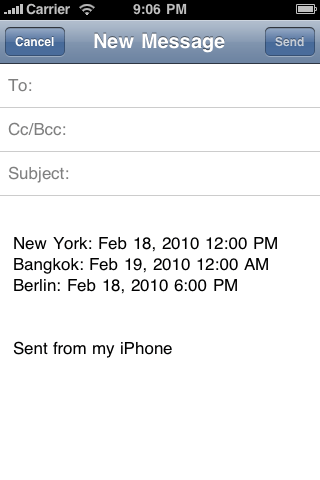 Carrier 9:06 PM
Cancel New Message Send
To:
Cc/Bcc:
Subject:
New York: Feb 18, 2010 12:00 PM
Bangkok: Feb 19, 2010 12:00 AM
Berlin: Feb 18, 2010 6:00 PM
Sent from my iPhone